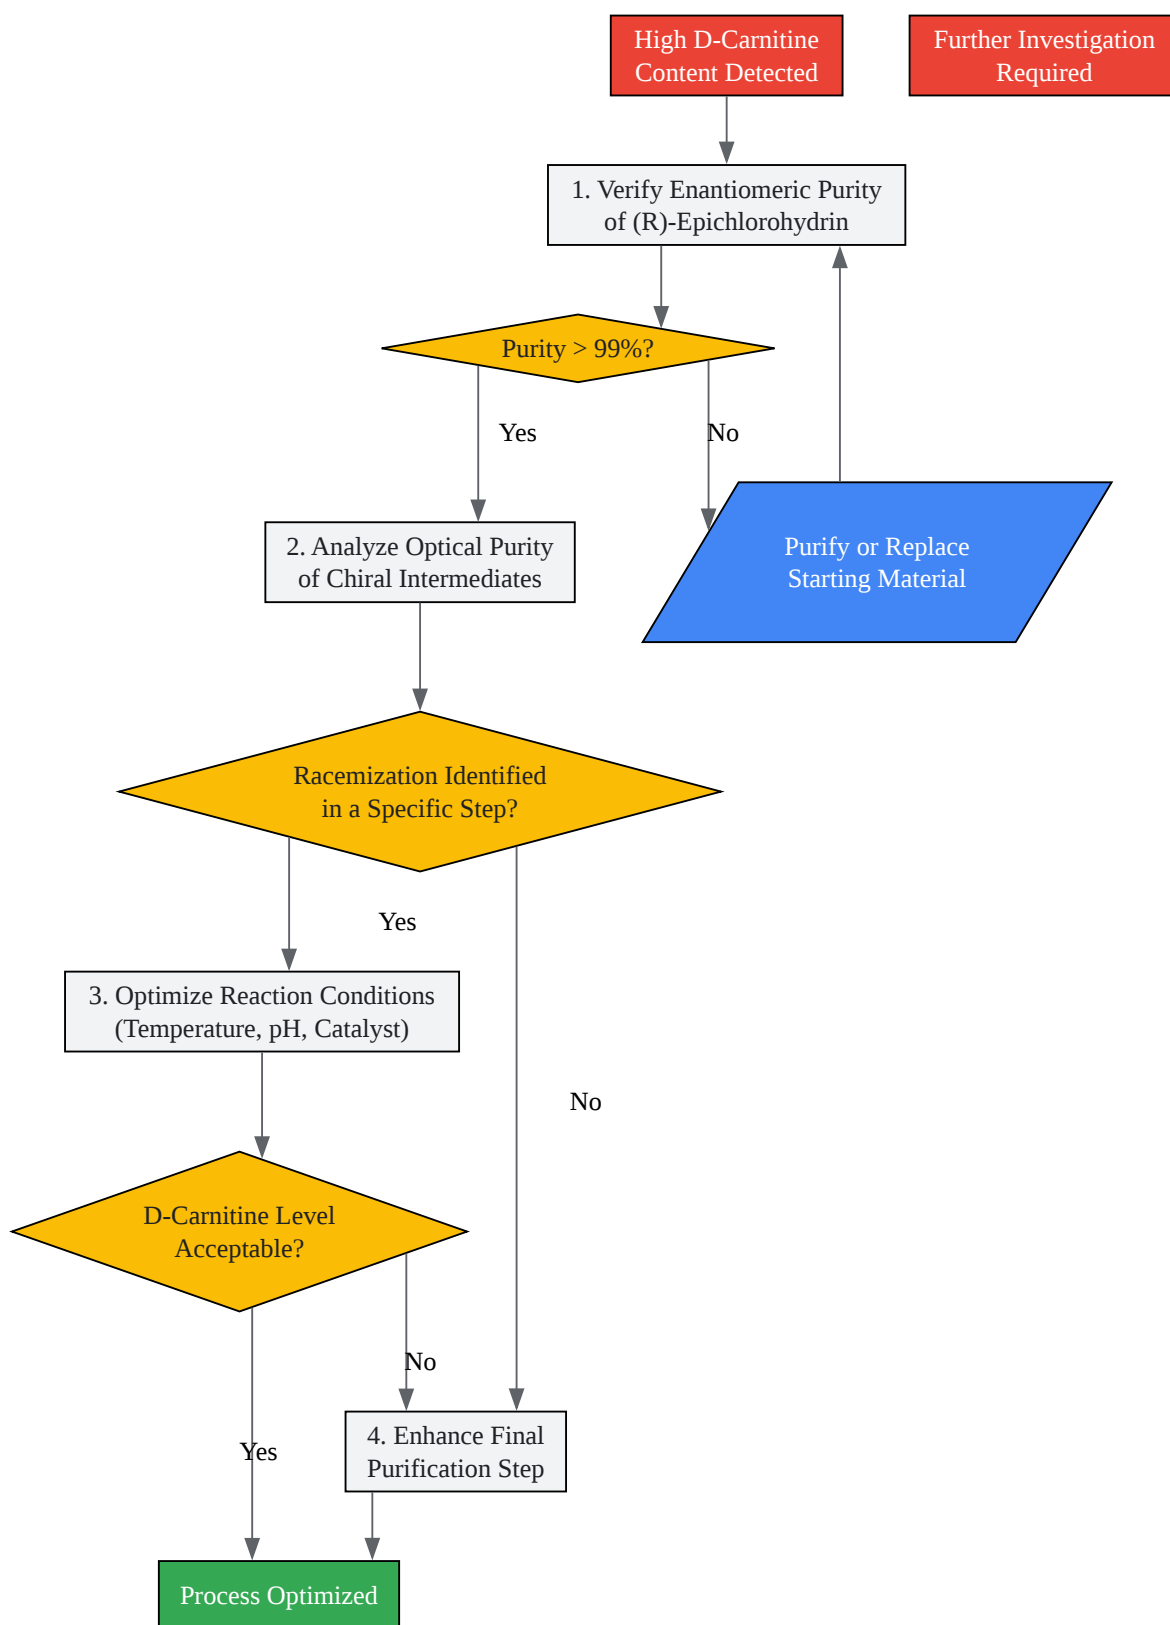 High D-Carnitine
Content Detected
Further Investigation
Required
1. Verify Enantiomeric Purity
of (R)-Epichlorohydrin
Purity > 99%?
Yes
No
2. Analyze Optical Purity
of Chiral Intermediates
Purify or Replace
Starting Material
Racemization Identified
in a Specific Step?
Yes
3. Optimize Reaction Conditions
(Temperature, pH, Catalyst)
No
D-Carnitine Level
Acceptable?
No
Yes
4. Enhance Final
Purification Step
Process Optimized